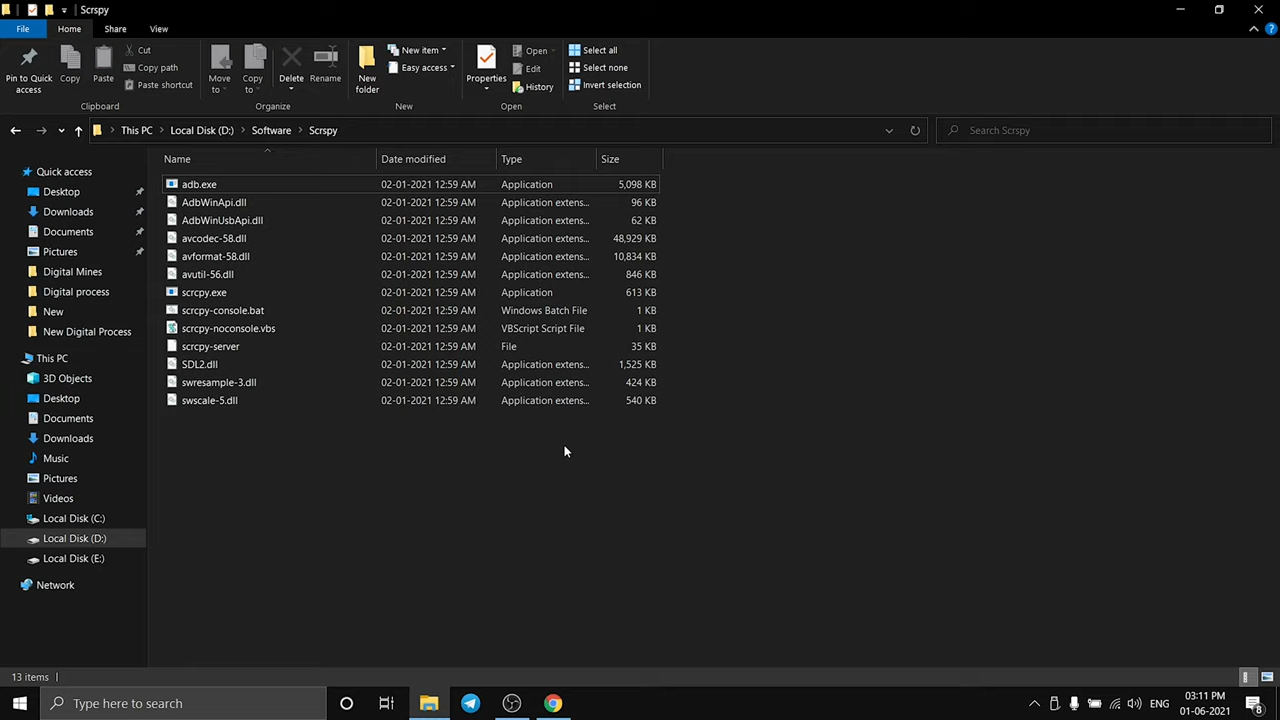 Scrspy
File Home Share View
Pin to Quick access
Copy
Paste
Cut
Copy path
Paste shortcut
Move to
Copy to
Delete
Rename
New folder
New item
Easy access
Properties
Open
Edit
History
Select all
Select none
Invert selection
Clipboard Organize New Open Select
This PC Local Disk (D:) Software Scrspy
Search Scrspy
Name Date modified Type Size
adb.exe 02-01-2021 12:59 AM Application 5,098 KB
AdbWinApi.dll 02-01-2021 12:59 AM Application extens... 96 KB
AdbWinUsbApi.dll 02-01-2021 12:59 AM Application extens... 62 KB
avcodec-58.dll 02-01-2021 12:59 AM Application extens... 48,929 KB
avformat-58.dll 02-01-2021 12:59 AM Application extens... 10,834 KB
avutil-56.dll 02-01-2021 12:59 AM Application extens... 846 KB
scrcpy.exe 02-01-2021 12:59 AM Application 613 KB
scrcpy-console.bat 02-01-2021 12:59 AM Windows Batch File 1 KB
scrcpy-noconsole.vbs 02-01-2021 12:59 AM VBScript Script File 1 KB
scrcpy-server 02-01-2021 12:59 AM File 35 KB
SDL2.dll 02-01-2021 12:59 AM Application extens... 1,525 KB
swresample-3.dll 02-01-2021 12:59 AM Application extens... 424 KB
swscale-5.dll 02-01-2021 12:59 AM Application extens... 540 KB
Quick access
Desktop
Downloads
Documents
Pictures
Digital Mines
Digital process
New
New Digital Process
This PC
3D Objects
Desktop
Documents
Downloads
Music
Pictures
Videos
Local Disk (C:)
Local Disk (D:)
Local Disk (E:)
Network
13 items
Type here to search
ENG
03:11 PM
01-06-2021
8